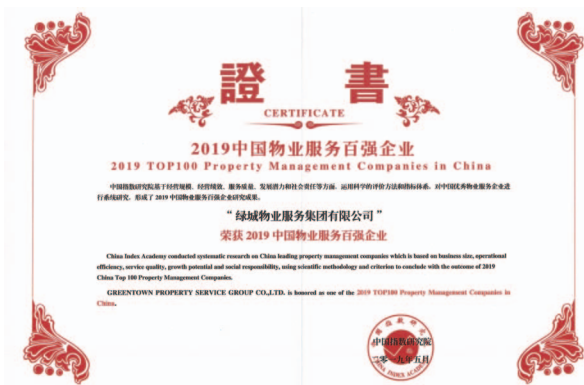 證書
CERTIFICATE
2019中国物业服务百强企业
2019 TOP100 Property Management Companies in China
中国指数研究院基于经营规模、经营绩效、服务质量、发展潜力和社会责任等方面，运用科学的评价方法和指标体系，对中国优秀物业服务企业进
行系统研究，形成了 2019 中国物业服务百强企业研究成果。
“绿城物业服务集团有限公司”
荣获 2019 中国物业服务百强企业
China Index Academy conducted systematic research on China leading property management companies which is based on business size, operational
efficiency, service quality, growth potential and social responsibility, using scientific methodology and criterion to conclude with the outcome of 2019
China Top 100 Property Management Companies.
GREENTOWN PROPERTY SERVICE GROUP CO.,LTD. is honored as one of the 2019 TOP100 Property Management Companies in
China.
中国指数研究院
二零一九年五月
CHINA INDEX ACADEMY